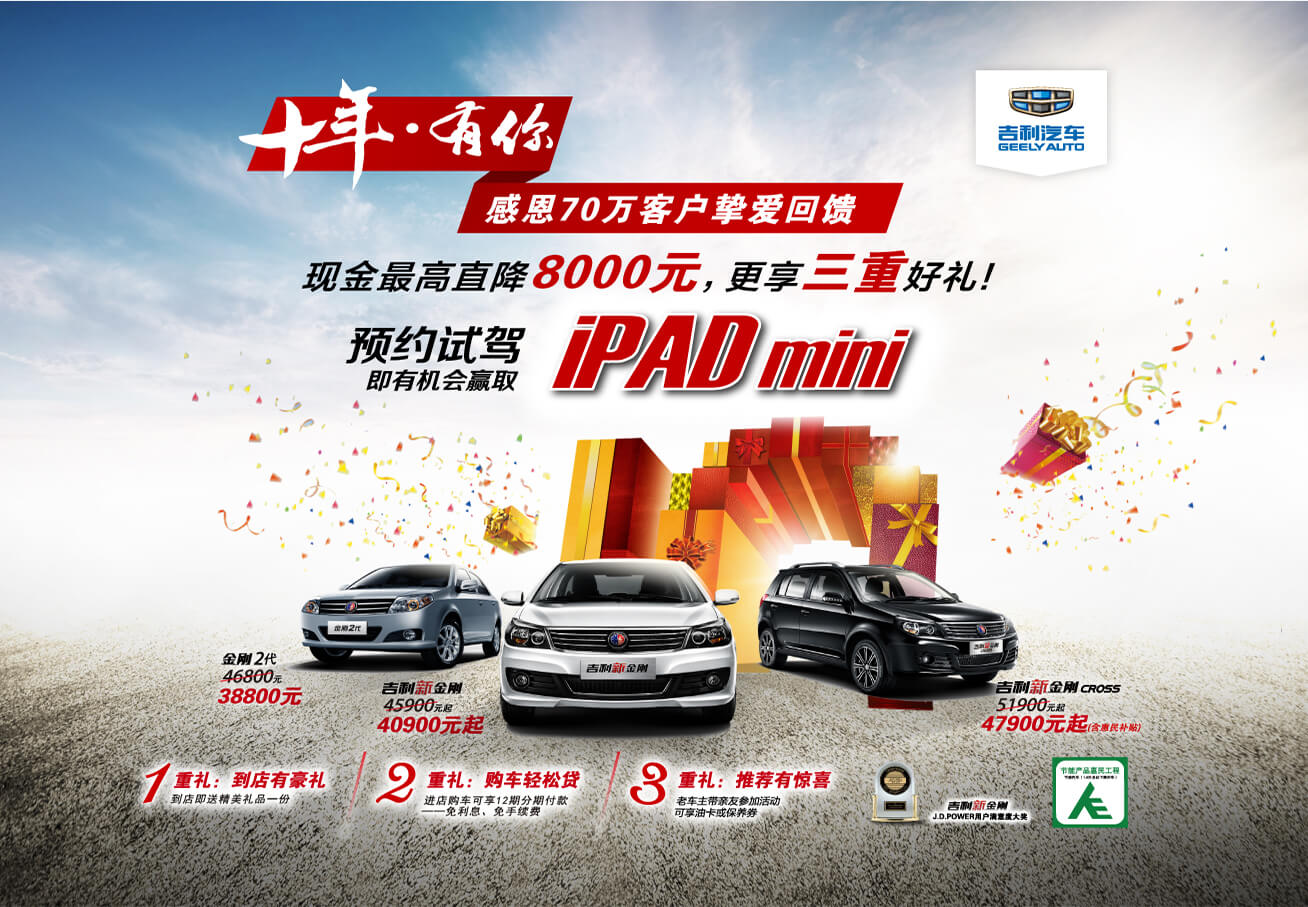 十年·有你
吉利汽车
GEELY AUTO
感恩70万客户挚爱回馈
现金最高直降8000元,更享三重好礼!
预约试驾
即有机会赢取
iPAD mini
金刚2代
吉利新金刚
金刚2代
46800元
38800元
吉利新金刚
45900元起
40900元起
吉利新金刚 CROSS
51900元起
47900元起(含惠民补贴)
1重礼：到店有豪礼
到店即送精美礼品一份
2重礼：购车轻松贷
进店购车可享12期分期付款
——免利息、免手续费
3重礼：推荐有惊喜
老车主带亲友参加活动
可享油卡或保养券
吉利新金刚
J.D.POWER用户满意度大奖
节能产品惠民工程